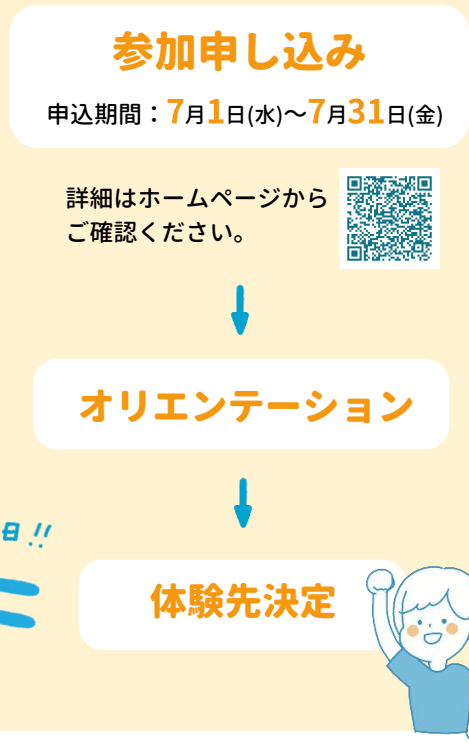 参加申し込み
申込期間：7月1日(水)～7月31日(金)
詳細はホームページから
ご確認ください。
オリエンテーション
日!!
体験先決定